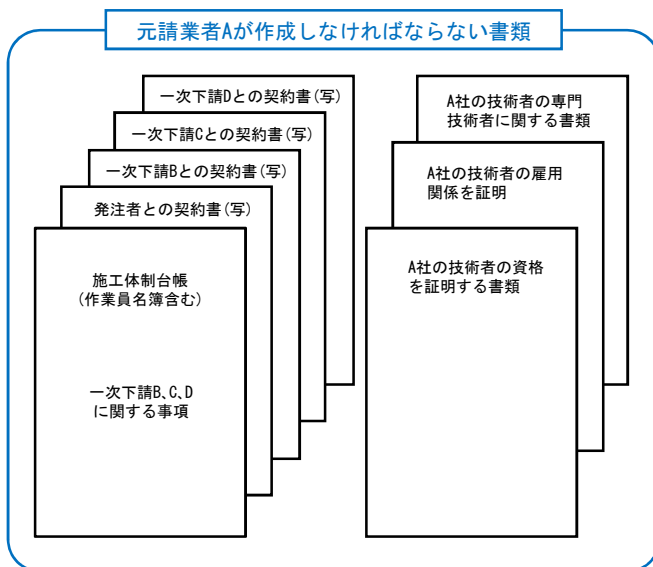 元請業者Aが作成しなければならない書類
一次下請Dとの契約書(写)
一次下請Cとの契約書(写)
一次下請Bとの契約書(写)
発注者との契約書(写)
施工体制台帳
(作業員名簿含む)
一次下請B、C、D
に関する事項
A社の技術者の専門
技術者に関する書類
A社の技術者の雇用
関係を証明
A社の技術者の資格
を証明する書類